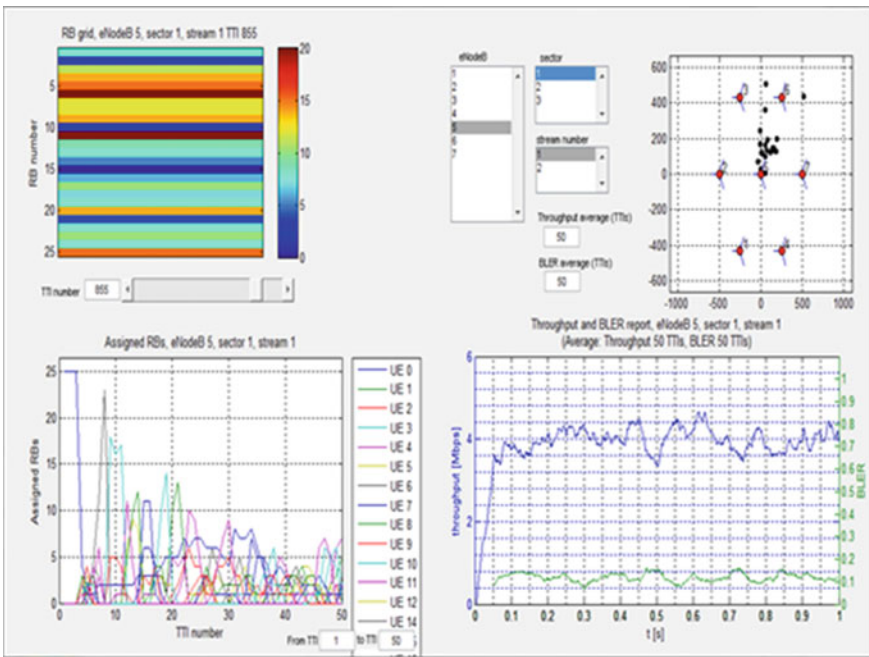 RB grid, eNodeB 5, sector 1, stream 1 TTI 855
RB number
5
10
15
20
25
20
15
10
5
0
TTI number
855
eNodeB
1
2
3
4
5
6
7
sector
1
2
3
stream number
1
2
Throughput average (TTIs)
50
BLER average (TTIs)
50
600
400
200
0
-200
-400
-600
-1000
-500
0
500
1000
Assigned RBs, eNodeB 5, sector 1, stream 1
Assigned RBs
25
20
15
10
5
0
0
10
20
30
40
50
TTI number
From TTI
1
to TTI
50
UE 0
UE 1
UE 2
UE 3
UE 4
UE 5
UE 6
UE 7
UE 8
UE 9
UE 10
UE 11
UE 12
UE 14
Throughput and BLER report, eNodeB 5, sector 1, stream 1
(Average: Throughput 50 TTIs, BLER 50 TTIs)
throughput [Mbps]
6
4
2
0
0
0.1
0.2
0.3
0.4
0.5
0.6
0.7
0.8
0.9
1
t [s]
1
0.9
0.8
0.7
0.6
0.5
0.4
0.3
0.2
0.1
0
BLER